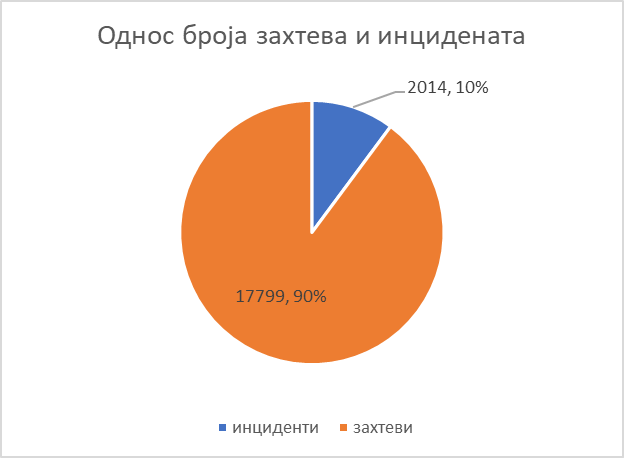 Однос броја захтева и инцидената
2014, 10%
17799, 90%
инциденти захтеви